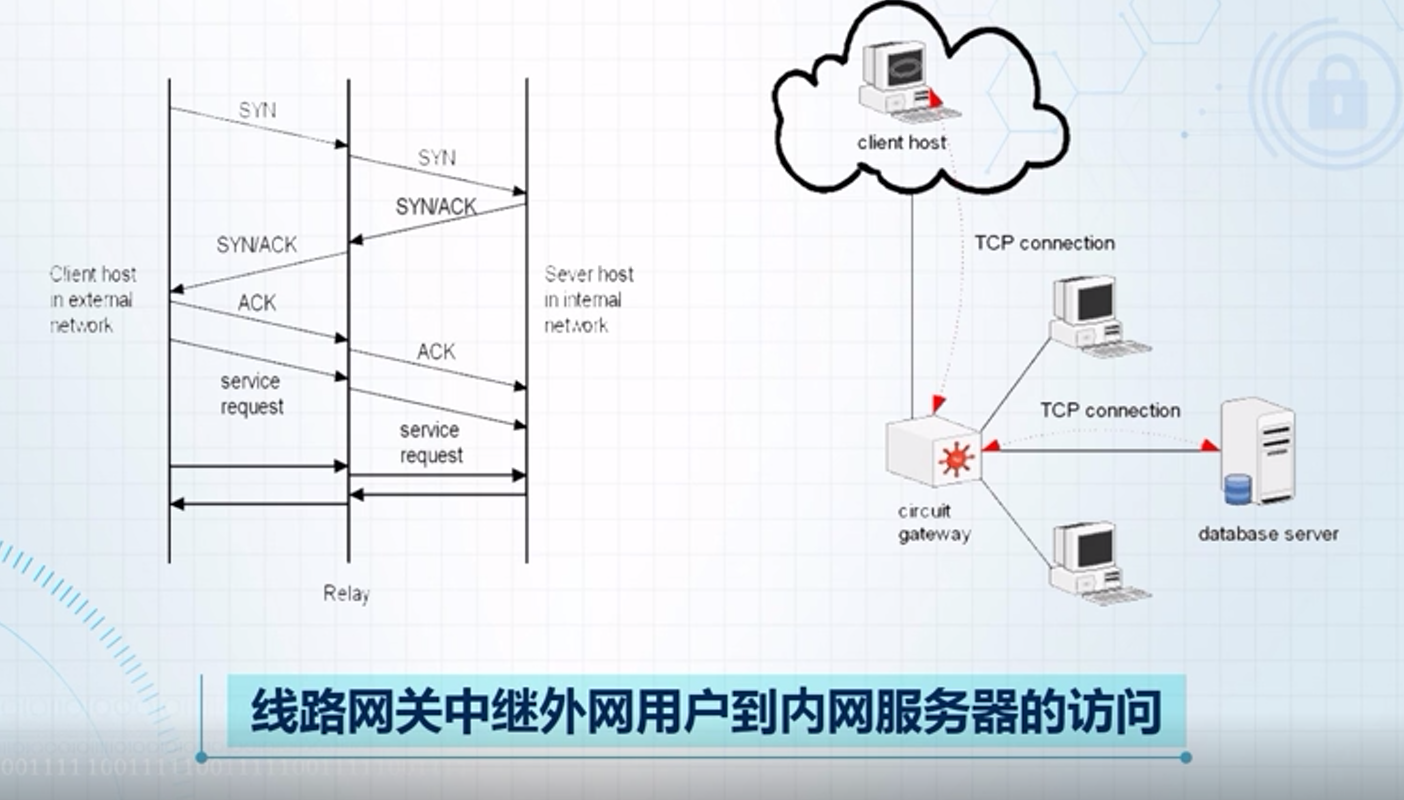 SYN
SYN
SYN/ACK
SYN/ACK
Client host
in external
network
ACK
ACK
service
request
service
request
Sever host
in internal
network
Relay
client host
TCP connection
TCP connection
circuit
gateway
database server
线路网关中继外网用户到内网服务器的访问